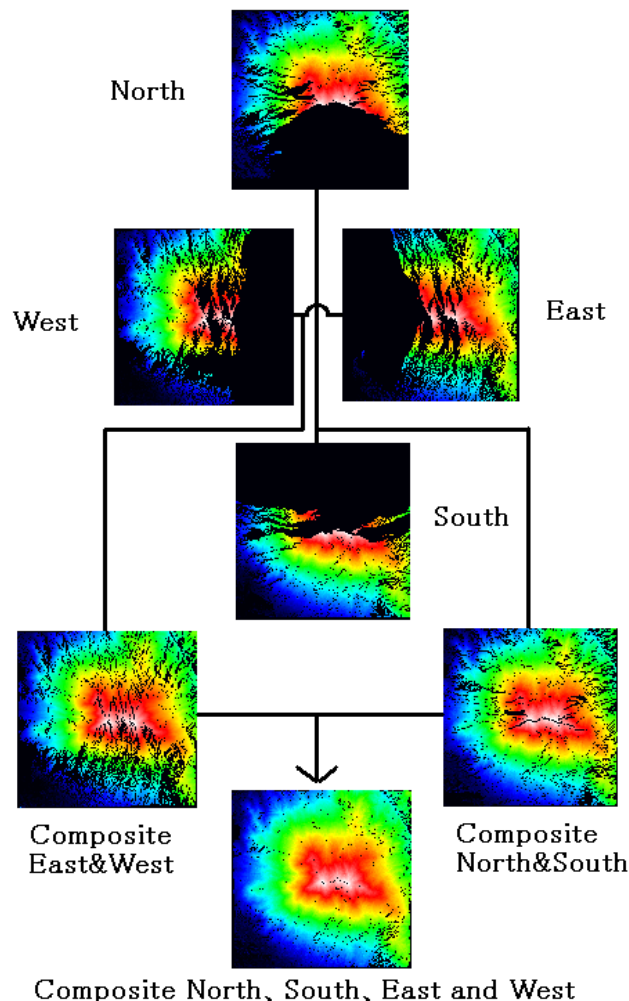 North
West
East
South
Composite
East&West
Composite
North&South
Composite North, South, East and West